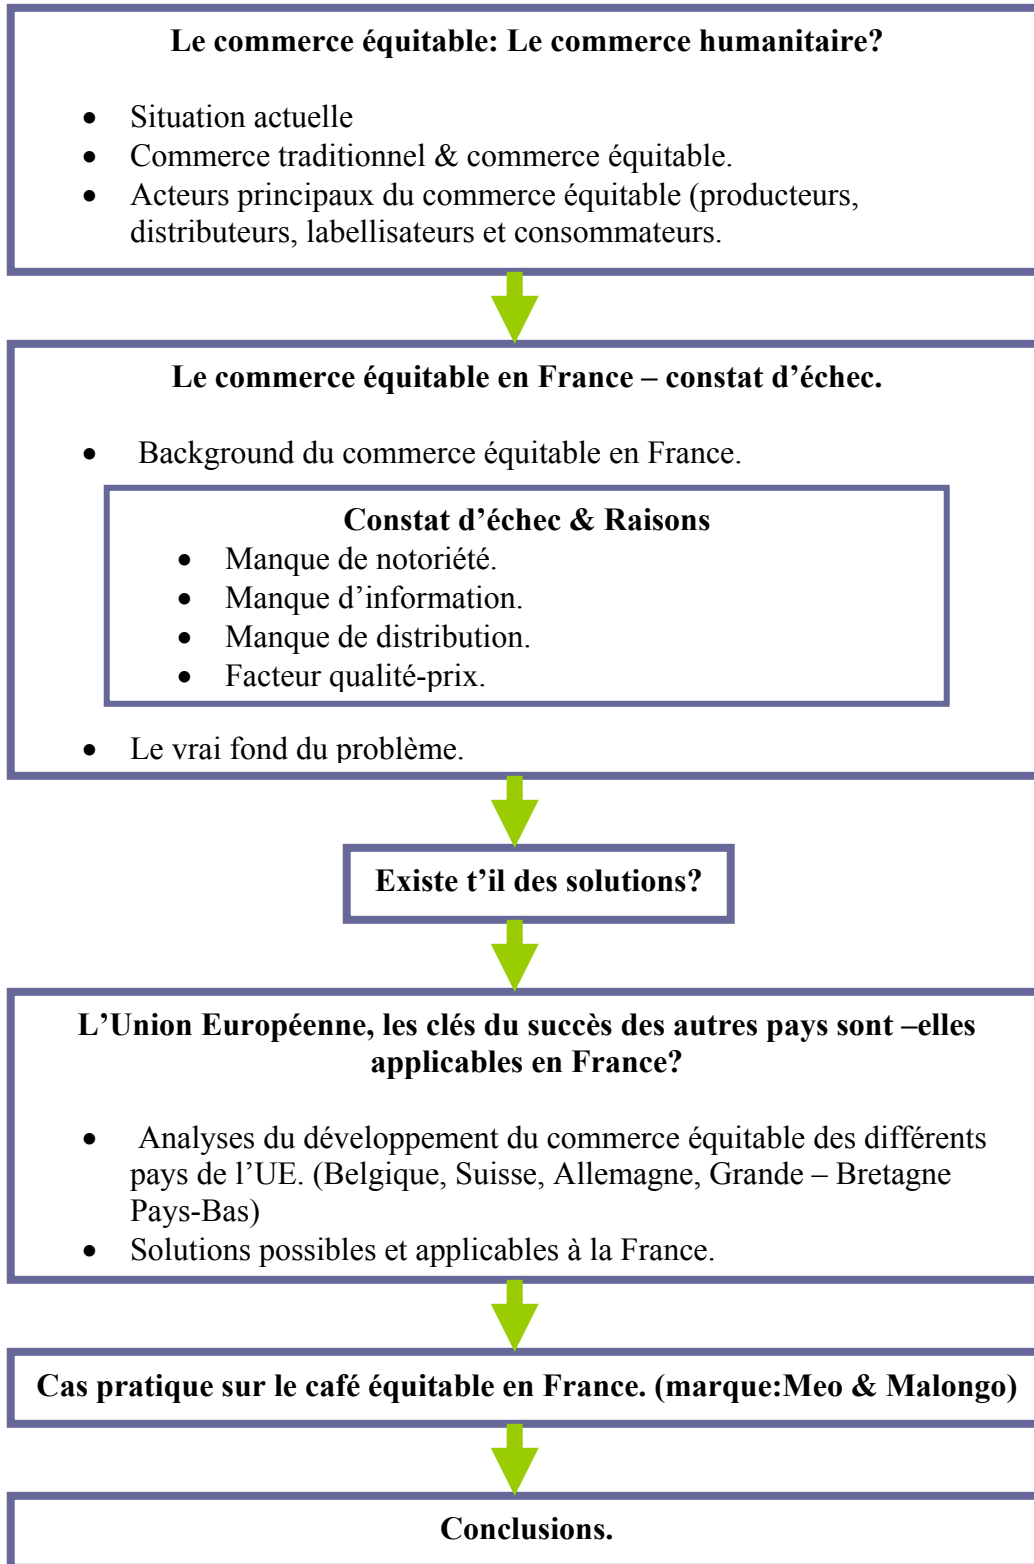 Le commerce équitable: Le commerce humanitaire?
• Situation actuelle
• Commerce traditionnel & commerce équitable.
• Acteurs principaux du commerce équitable (producteurs,
distributeurs, labellisateurs et consommateurs.
Le commerce équitable en France – constat d’échec.
• Background du commerce équitable en France.
Constat d’échec & Raisons
• Manque de notoriété.
• Manque d’information.
• Manque de distribution.
• Facteur qualité-prix.
• Le vrai fond du problème.
Existe t’il des solutions?
L’Union Européenne, les clés du succès des autres pays sont –elles
applicables en France?
• Analyses du développement du commerce équitable des différents
pays de l’UE. (Belgique, Suisse, Allemagne, Grande – Bretagne
Pays-Bas)
• Solutions possibles et applicables à la France.
Cas pratique sur le café équitable en France. (marque:Meo & Malongo)
Conclusions.